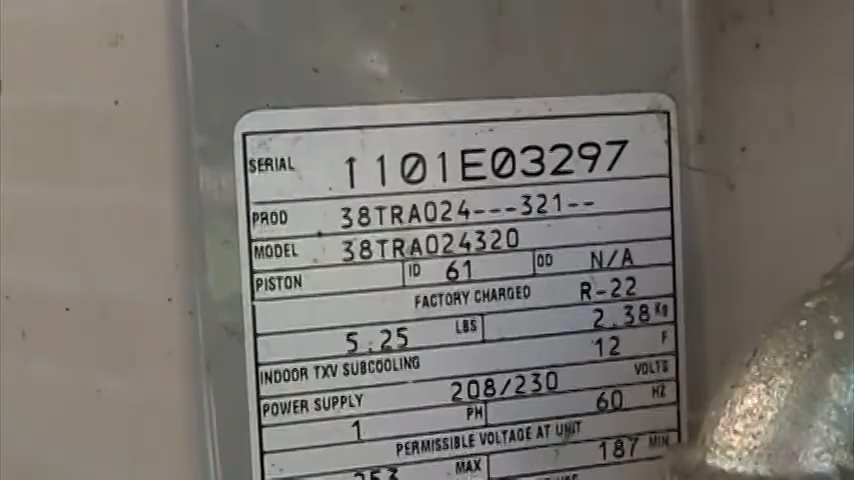 SERIAL 1101E03297
PROD 38TRA024---321--
MODEL 38TRA024320
PISTON ID 61 OD N/A
FACTORY CHARGED R-22
5.25 LBS 2.38 Kg
INDOOR TXV SUBCOOLING 12 F
POWER SUPPLY 208/230 VOLTS
1 PH 60 HZ
PERMISSIBLE VOLTAGE AT UNIT
253 MAX 187 MIN